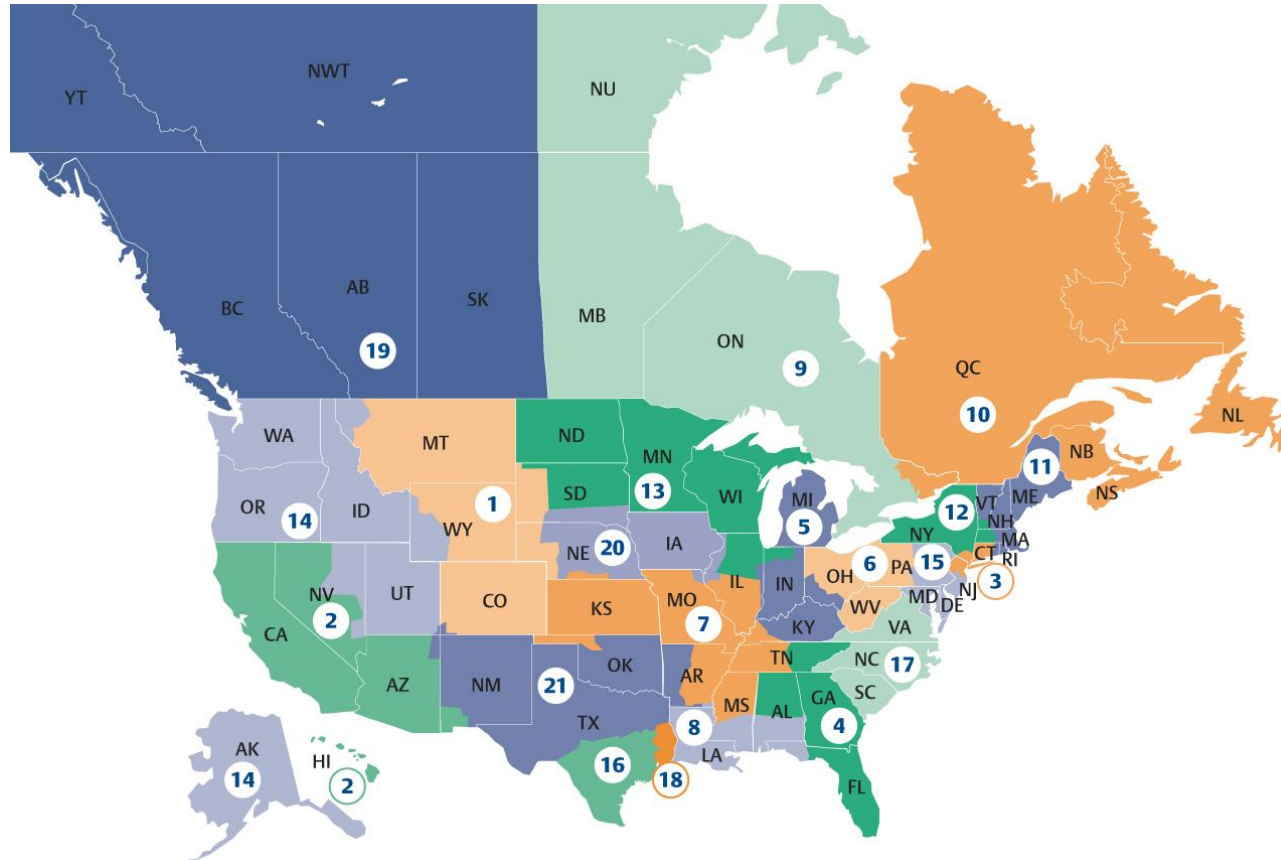 NWT
NU
YT
BC
AB
SK
MB
ON
QC
NL
19
9
10
WA
MT
ND
MN
NB
11
ME
NS
OR
14
ID
1
WY
SD
13
WI
MI
5
12
VT
NH
NY
MA
CT
RI
NE
20
IA
6
OH
PA
15
NJ
3
NV
2
UT
CO
KS
MO
7
IL
IN
WV
MD
DE
KY
VA
CA
AZ
NM
21
OK
AR
TN
NC
17
SC
MS
AL
GA
4
TX
8
LA
16
18
FL
AK
14
HI
2